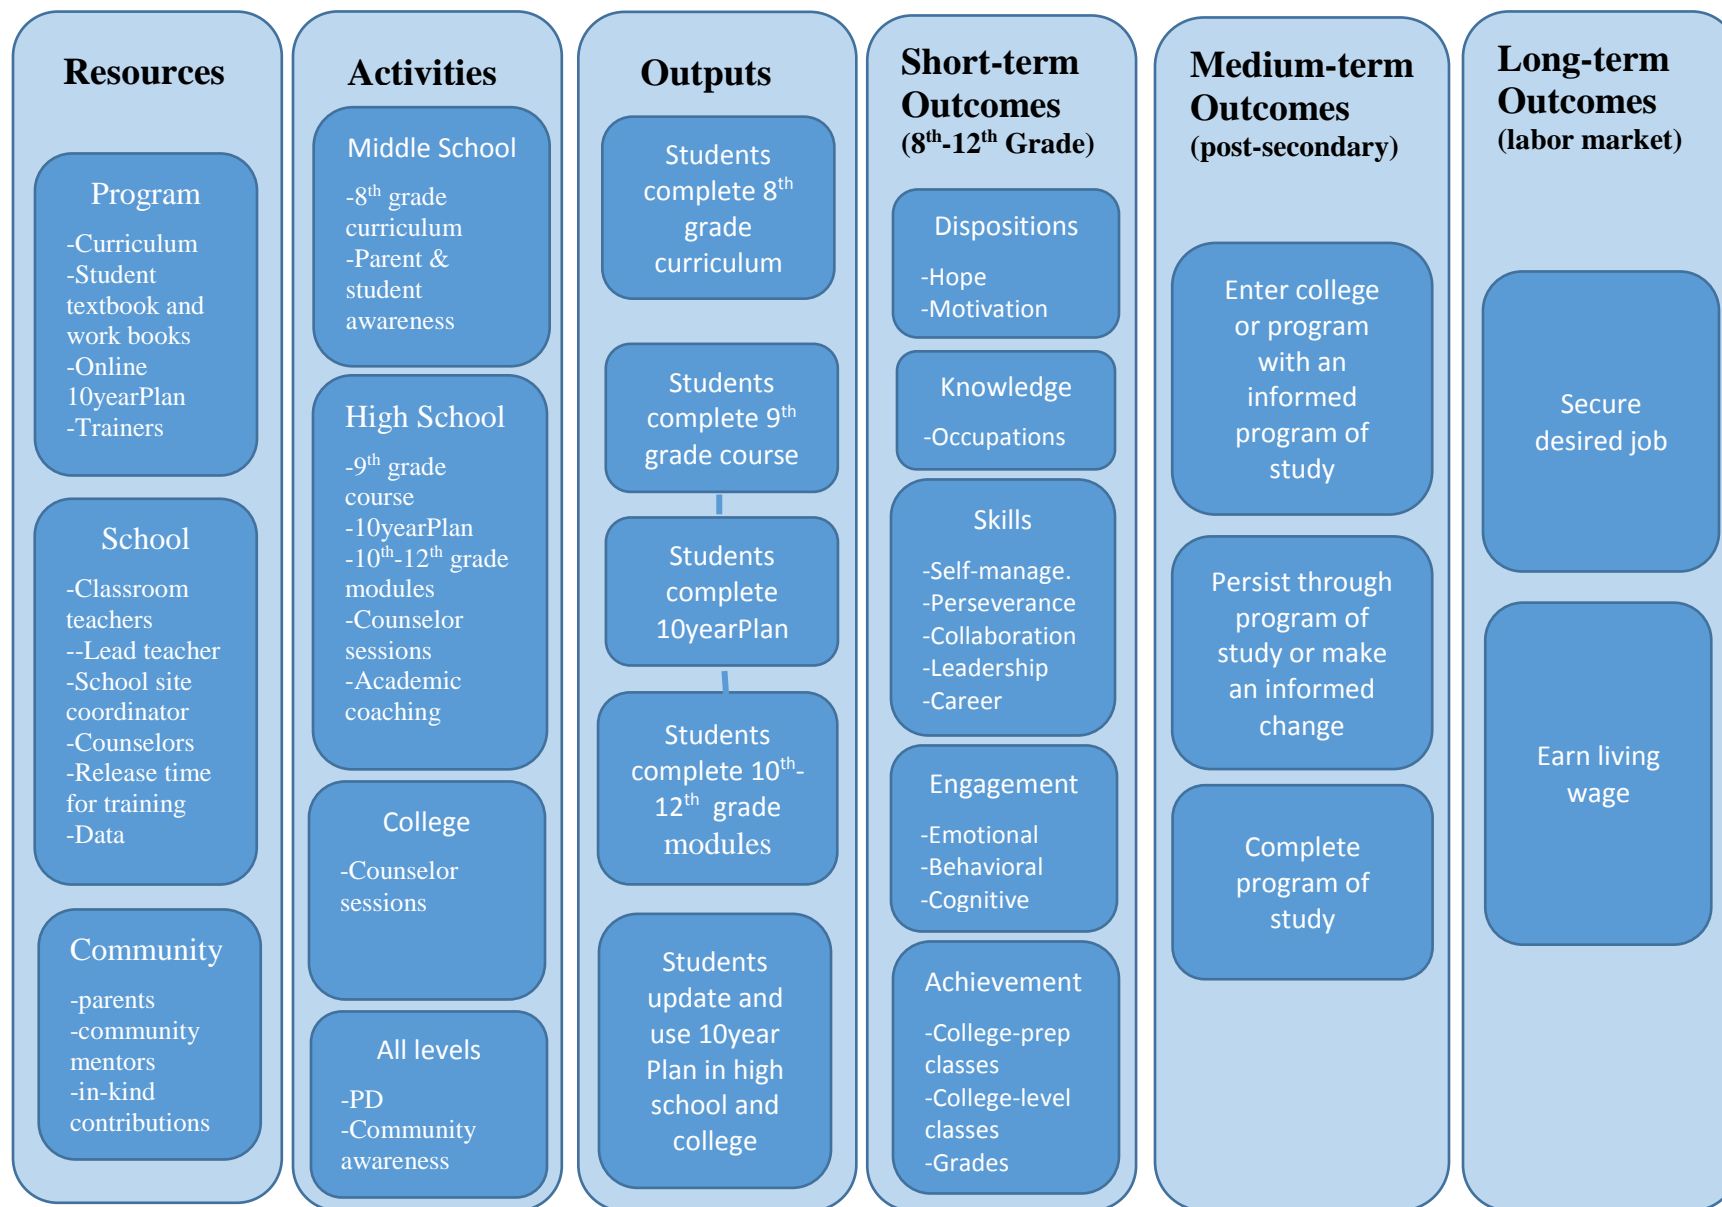 Resources
Program
-Curriculum
-Student
textbook and
work books
-Online
10yearPlan
-Trainers
School
-Classroom
teachers
--Lead teacher
-School site
coordinator
-Counselors
-Release time
for training
-Data
Community
-parents
-community
mentors
-in-kind
contributions
Activities
Middle School
-8th grade
curriculum
-Parent &
student
awareness
High School
-9th grade
course
-10yearPlan
-10th-12th grade
modules
-Counselor
sessions
-Academic
coaching
College
-Counselor
sessions
All levels
-PD
-Community
awareness
Outputs
Students
complete 8th
grade
curriculum
Students
complete 9th
grade course
Students
complete
10yearPlan
Students
complete 10th-
12th grade
modules
Students
update and
use 10year
Plan in high
school and
college
Short-term
Outcomes
(8th-12th Grade)
Dispositions
-Hope
-Motivation
Knowledge
-Occupations
Skills
-Self-manage.
-Perseverance
-Collaboration
-Leadership
-Career
Engagement
-Emotional
-Behavioral
-Cognitive
Achievement
-College-prep
classes
-College-level
classes
-Grades
Medium-term
Outcomes
(post-secondary)
Enter college
or program
with an
informed
program of
study
Persist through
program of
study or make
an informed
change
Complete
program of
study
Long-term
Outcomes
(labor market)
Secure
desired job
Earn living
wage